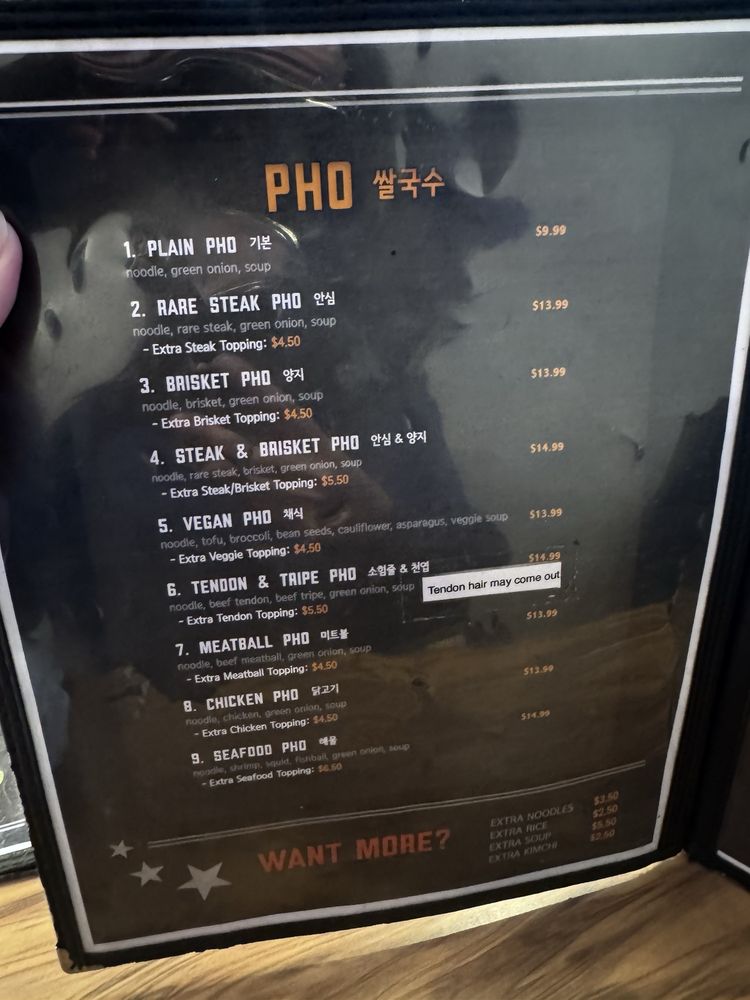 PHO 쌀국수
1. PLAIN PHO 기본 $9.99
noodle, green onion, soup
2. RARE STEAK PHO 안심 $13.99
noodle, rare steak, green onion, soup
- Extra Steak Topping: $4.50
3. BRISKET PHO 양지 $13.99
noodle, brisket, green onion, soup
- Extra Brisket Topping: $4.50
4. STEAK & BRISKET PHO 안심 & 양지 $14.99
noodle, rare steak, brisket, green onion, soup
- Extra Steak/Brisket Topping: $5.50
5. VEGAN PHO 채식 $13.99
noodle, tofu, broccoli, bean seeds, cauliflower, asparagus, veggie soup
- Extra Veggie Topping: $4.50
6. TENDON & TRIPE PHO 소힘줄 & 천엽 $14.99
noodle, beef tendon, beef tripe, green onion, soup
Tendon hair may come out
- Extra Tendon Topping: $5.50
7. MEATBALL PHO 미트볼 $13.99
noodle, beef meatball, green onion, soup
- Extra Meatball Topping: $4.50
8. CHICKEN PHO 닭고기 $13.99
noodle, chicken, green onion, soup
- Extra Chicken Topping: $4.50
9. SEAFOOD PHO 해물 $14.99
noodle, shrimp, squid, fishball, green onion, soup
- Extra Seafood Topping: $6.50
WANT MORE?
EXTRA NOODLES $3.50
EXTRA RICE $2.50
EXTRA SOUP $5.50
EXTRA KIMCHI $2.50